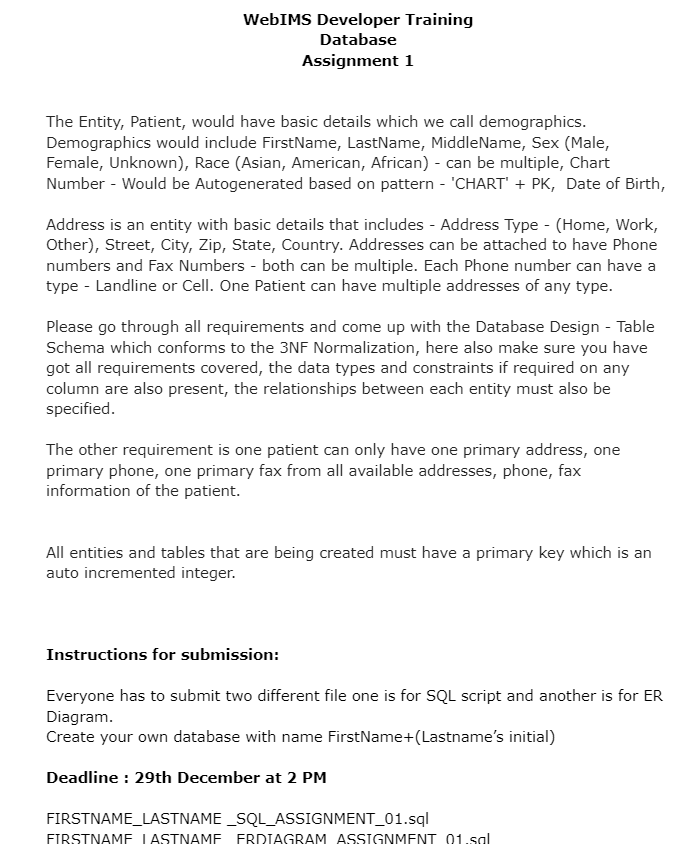 WebIMS Developer Training
Database
Assignment 1
The Entity, Patient, would have basic details which we call demographics.
Demographics would include FirstName, LastName, MiddleName, Sex (Male,
Female, Unknown), Race (Asian, American, African) - can be multiple, Chart
Number - Would be Autogenerated based on pattern - 'CHART' + PK,  Date of Birth,
Address is an entity with basic details that includes - Address Type - (Home, Work,
Other), Street, City, Zip, State, Country. Addresses can be attached to have Phone
numbers and Fax Numbers - both can be multiple. Each Phone number can have a
type - Landline or Cell. One Patient can have multiple addresses of any type.
Please go through all requirements and come up with the Database Design - Table
Schema which conforms to the 3NF Normalization, here also make sure you have
got all requirements covered, the data types and constraints if required on any
column are also present, the relationships between each entity must also be
specified.
The other requirement is one patient can only have one primary address, one
primary phone, one primary fax from all available addresses, phone, fax
information of the patient.
All entities and tables that are being created must have a primary key which is an
auto incremented integer.
Instructions for submission:
Everyone has to submit two different file one is for SQL script and another is for ER
Diagram.
Create your own database with name FirstName+(Lastname’s initial)
Deadline : 29th December at 2 PM
FIRSTNAME_LASTNAME _SQL_ASSIGNMENT_01.sql
FIRSTNAME_LASTNAME _ERDIAGRAM_ASSIGNMENT_01.sql